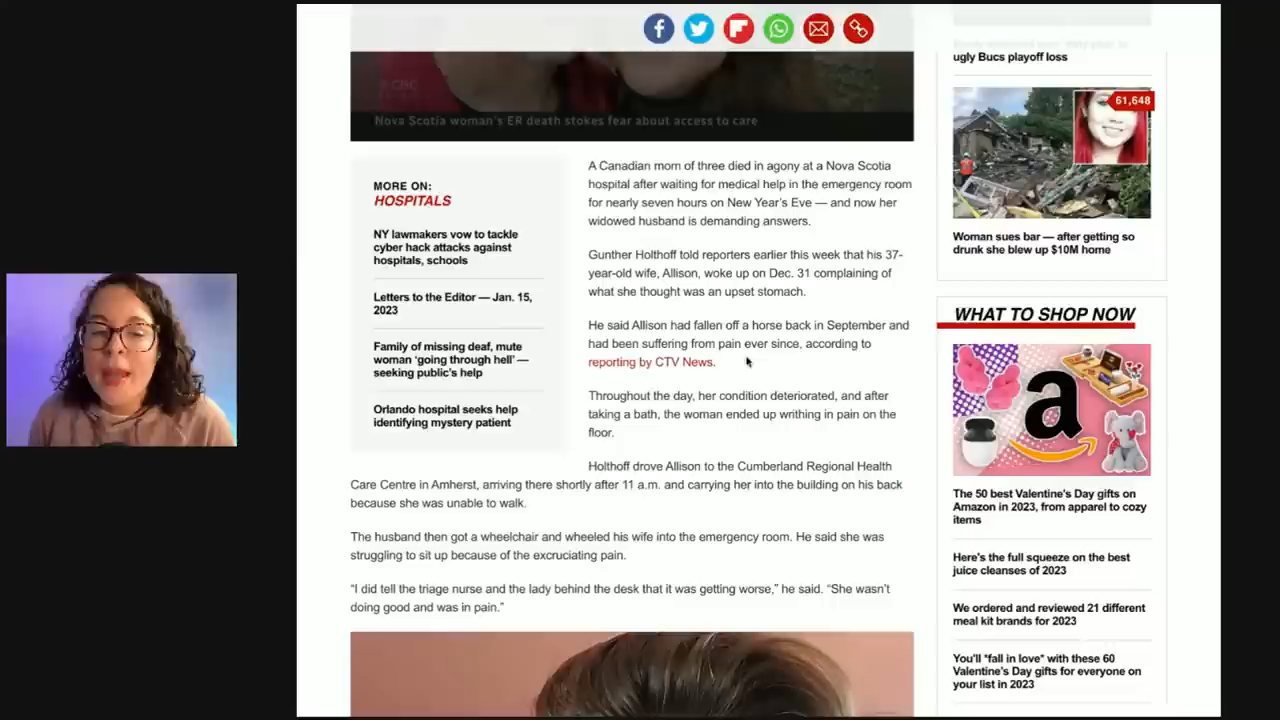 CBC
Nova Scotia woman's ER death stokes fear about access to care
MORE ON:
HOSPITALS
NY lawmakers vow to tackle
cyber hack attacks against
hospitals, schools
Letters to the Editor — Jan. 15,
2023
Family of missing deaf, mute
woman ‘going through hell’ —
seeking public’s help
Orlando hospital seeks help
identifying mystery patient
A Canadian mom of three died in agony at a Nova Scotia
hospital after waiting for medical help in the emergency room
for nearly seven hours on New Year’s Eve — and now her
widowed husband is demanding answers.
Gunther Holthoff told reporters earlier this week that his 37-
year-old wife, Allison, woke up on Dec. 31 complaining of
what she thought was an upset stomach.
He said Allison had fallen off a horse back in September and
had been suffering from pain ever since, according to
reporting by CTV News.
Throughout the day, her condition deteriorated, and after
taking a bath, the woman ended up writhing in pain on the
floor.
Holthoff drove Allison to the Cumberland Regional Health
Care Centre in Amherst, arriving there shortly after 11 a.m. and carrying her into the building on his back
because she was unable to walk.
The husband then got a wheelchair and wheeled his wife into the emergency room. He said she was
struggling to sit up because of the excruciating pain.
“I did tell the triage nurse and the lady behind the desk that it was getting worse,” he said. “She wasn’t
doing good and was in pain.”
ugly Bucs playoff loss
61,648
Woman sues bar — after getting so
drunk she blew up $10M home
WHAT TO SHOP NOW
a
The 50 best Valentine’s Day gifts on
Amazon in 2023, from apparel to cozy
items
Here’s the full squeeze on the best
juice cleanses of 2023
We ordered and reviewed 21 different
meal kit brands for 2023
You’ll *fall in love* with these 60
Valentine’s Day gifts for everyone on
your list in 2023